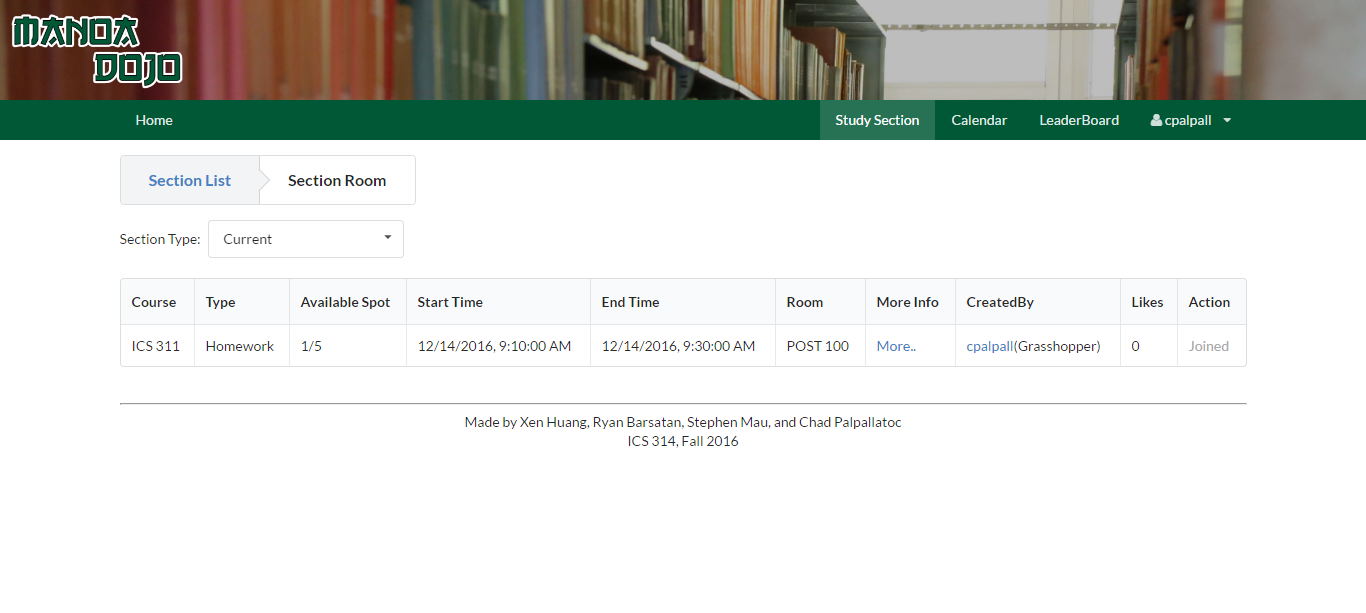 MANOA
DOJO
Home Study Section Calendar LeaderBoard cpalpall
Section List Section Room
Section Type: Current
Course Type Available Spot Start Time End Time Room More Info CreatedBy Likes Action
ICS 311 Homework 1/5 12/14/2016, 9:10:00 AM 12/14/2016, 9:30:00 AM POST 100 More.. cpalpall(Grasshopper) 0 Joined
Made by Xen Huang, Ryan Barsatan, Stephen Mau, and Chad Palpallatoc
ICS 314, Fall 2016